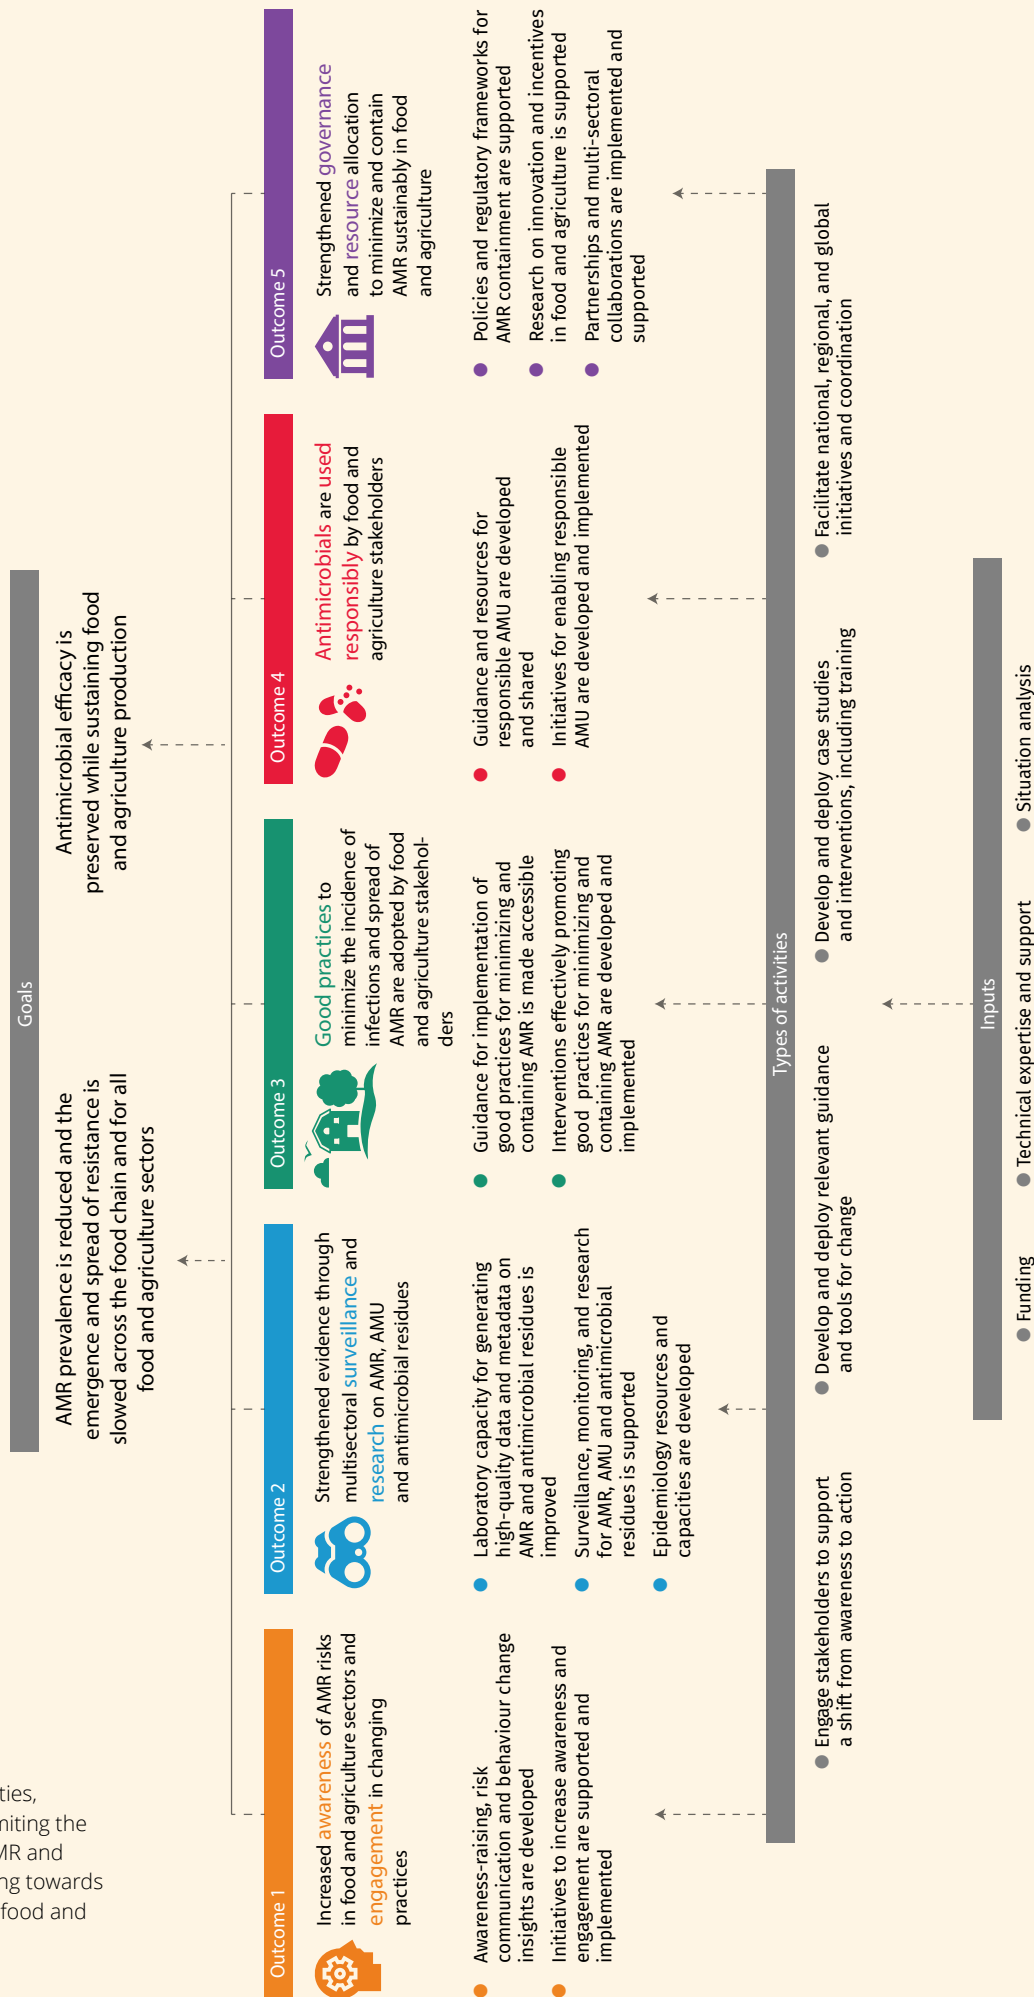 ties,
miting the
MR and
ng towards
food and
Goals
AMR prevalence is reduced and the
emergence and spread of resistance is
slowed across the food chain and for all
food and agriculture sectors
Antimicrobial efficacy is
preserved while sustaining food
and agriculture production
Outcome 1
Increased awareness of AMR risks
in food and agriculture sectors and
engagement in changing
practices
Awareness-raising, risk
communication and behaviour change
insights are developed
Initiatives to increase awareness and
engagement are supported and
implemented
Outcome 2
Strengthened evidence through
multisectoral surveillance and
research on AMR, AMU
and antimicrobial residues
Laboratory capacity for generating
high-quality data and metadata on
AMR and antimicrobial residues is
improved
Surveillance, monitoring, and research
for AMR, AMU and antimicrobial
residues is supported
Epidemiology resources and
capacities are developed
Outcome 3
Good practices to
minimize the incidence of
infections and spread of
AMR are adopted by food
and agriculture stakehol-
ders
Guidance for implementation of
good practices for minimizing and
containing AMR is made accessible
Interventions effectively promoting
good practices for minimizing and
containing AMR are developed and
implemented
Outcome 4
Antimicrobials are used
responsibly by food and
agriculture stakeholders
Guidance and resources for
responsible AMU are developed
and shared
Initiatives for enabling responsible
AMU are developed and implemented
Outcome 5
Strengthened governance
and resource allocation
to minimize and contain
AMR sustainably in food
and agriculture
Policies and regulatory frameworks for
AMR containment are supported
Research on innovation and incentives
in food and agriculture is supported
Partnerships and multi-sectoral
collaborations are implemented and
supported
Types of activities
Engage stakeholders to support
a shift from awareness to action
Develop and deploy relevant guidance
and tools for change
Develop and deploy case studies
and interventions, including training
Facilitate national, regional, and global
initiatives and coordination
Inputs
Funding
Technical expertise and support
Situation analysis